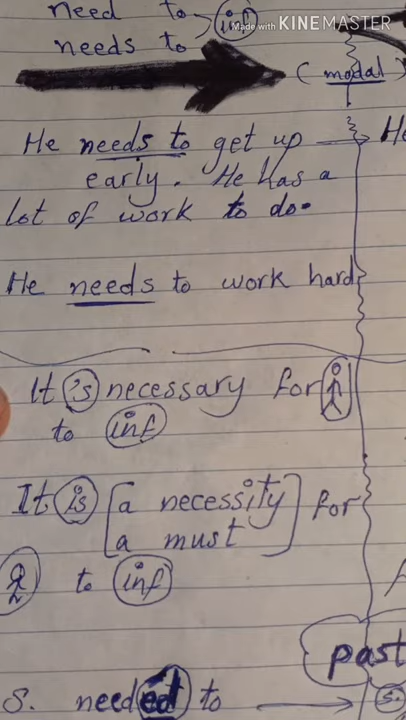 need to
needs to
inf
Made with KINEMASTER
(modal)
He needs to get up
He
early. He has a
lot of work to do.
He needs to work hard
It is necessary for
to inf
It is [a necessity
a must] for
to inf
past
S. needed to
S.